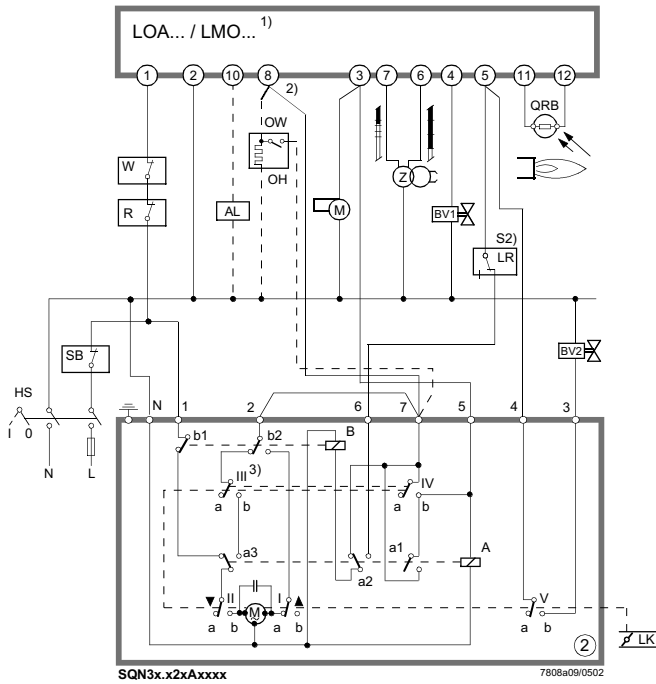 LOA... / LMO... 1)
1 2 10 8 3 7 6 4 5 11 12
2)
QRB
OW
OH
W
R
AL
M
Z
BV1
S2)
LR
SB
BV2
HS
I 0
N L
N 1 2 6 7 5 4 3
b1 b2 B
III 3) IV
a b a b
a3 a2 a1 A
II I V
a b M a b a b
LK
2
SQN3x.x2xAxxxx
7808a09/0502